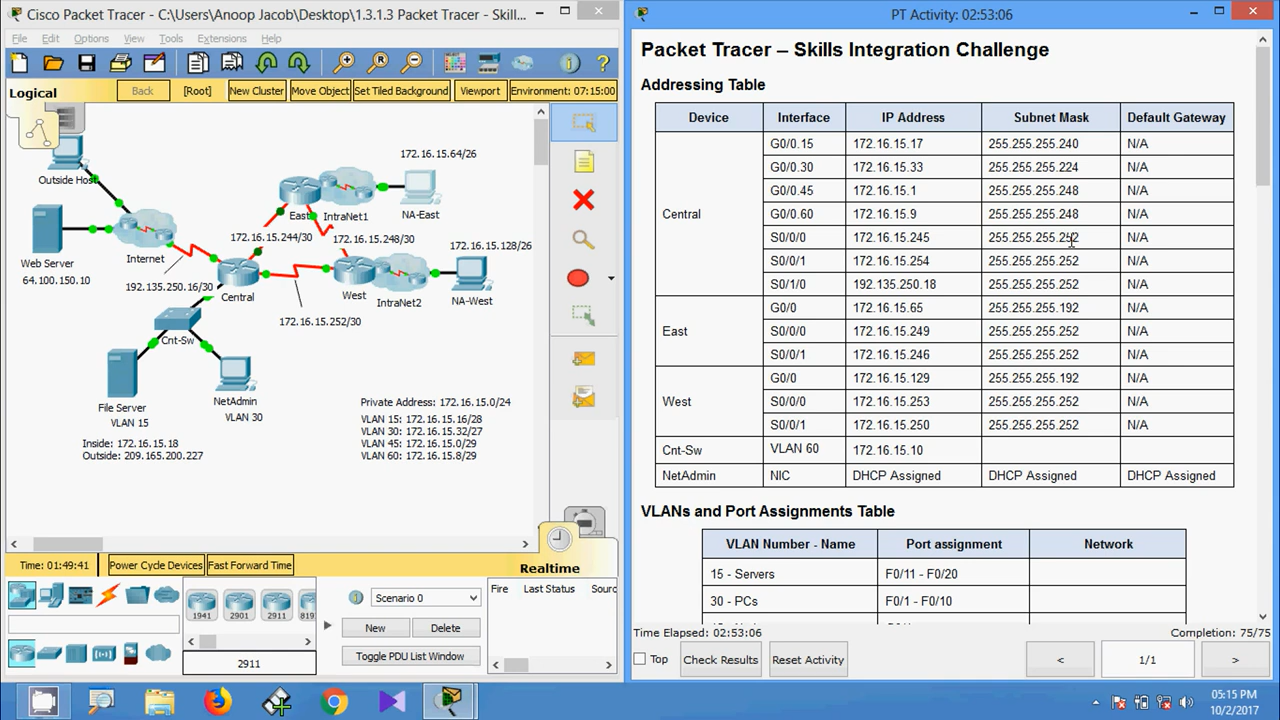 Cisco Packet Tracer - C:\Users\Anoop Jacob\Desktop\1.3.1.3 Packet Tracer - Skill...
File Edit Options View Tools Extensions Help
Logical Back [Root] New Cluster Move Object Set Tiled Background Viewport Environment: 07:15:00
172.16.15.64/26
Outside Host
East IntraNet1 NA-East
172.16.15.244/30 172.16.15.248/30
172.16.15.128/26
Web Server Internet
64.100.150.10
192.135.250.16/30 Central West IntraNet2 NA-West
172.16.15.252/30
Cnt-Sw
File Server NetAdmin
VLAN 15 VLAN 30
Inside: 172.16.15.18
Outside: 209.165.200.227
Private Address: 172.16.15.0/24
VLAN 15: 172.16.15.16/28
VLAN 30: 172.16.15.32/27
VLAN 45: 172.16.15.0/29
VLAN 60: 172.16.15.8/29
Time: 01:49:41 Power Cycle Devices Fast Forward Time Realtime
1941 2901 2911 819
2911
Scenario 0
New Delete
Toggle PDU List Window
Fire Last Status Sourc
PT Activity: 02:53:06
Packet Tracer – Skills Integration Challenge
Addressing Table
Device Interface IP Address Subnet Mask Default Gateway
Central G0/0.15 172.16.15.17 255.255.255.240 N/A
G0/0.30 172.16.15.33 255.255.255.224 N/A
G0/0.45 172.16.15.1 255.255.255.248 N/A
G0/0.60 172.16.15.9 255.255.255.248 N/A
S0/0/0 172.16.15.245 255.255.255.252 N/A
S0/0/1 172.16.15.254 255.255.255.252 N/A
S0/1/0 192.135.250.18 255.255.255.252 N/A
East G0/0 172.16.15.65 255.255.255.192 N/A
S0/0/0 172.16.15.249 255.255.255.252 N/A
S0/0/1 172.16.15.246 255.255.255.252 N/A
West G0/0 172.16.15.129 255.255.255.192 N/A
S0/0/0 172.16.15.253 255.255.255.252 N/A
S0/0/1 172.16.15.250 255.255.255.252 N/A
Cnt-Sw VLAN 60 172.16.15.10
NetAdmin NIC DHCP Assigned DHCP Assigned DHCP Assigned
VLANs and Port Assignments Table
VLAN Number - Name Port assignment Network
15 - Servers F0/11 - F0/20
30 - PCs F0/1 - F0/10
Time Elapsed: 02:53:06 Completion: 75/75
Top Check Results Reset Activity < 1/1 >
05:15 PM
10/2/2017